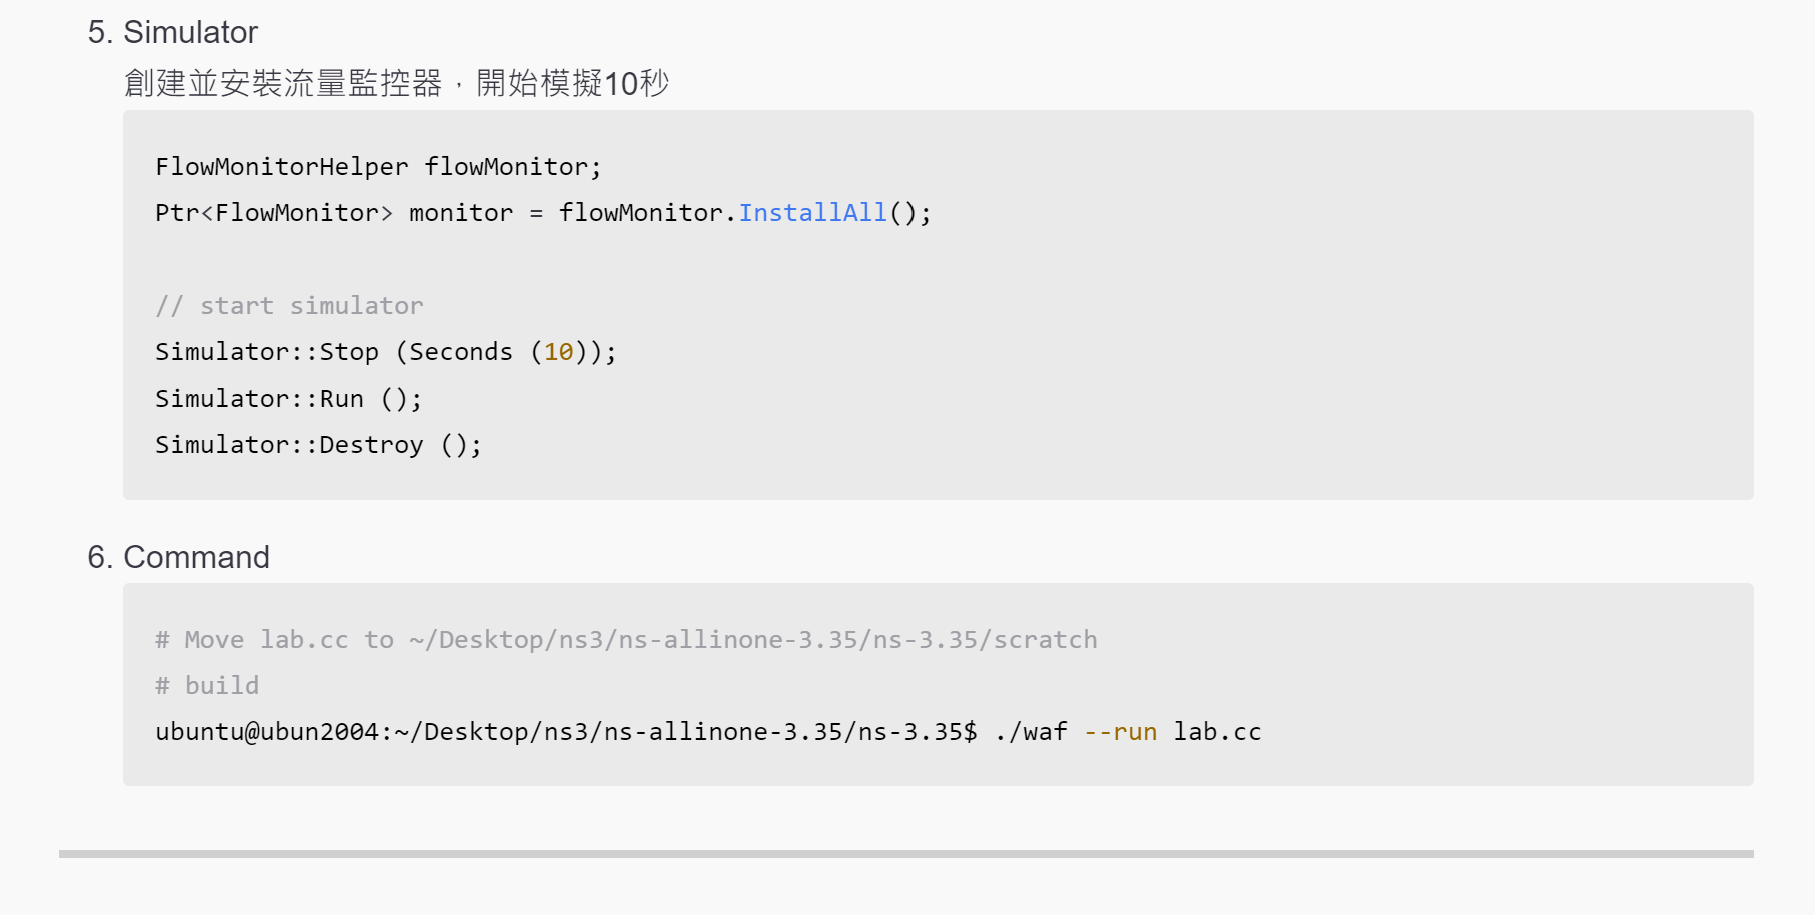 5. Simulator
創建並安裝流量監控器，開始模擬10秒
FlowMonitorHelper flowMonitor;
Ptr<FlowMonitor> monitor = flowMonitor.InstallAll();
// start simulator
Simulator::Stop (Seconds (10));
Simulator::Run ();
Simulator::Destroy ();
6. Command
# Move lab.cc to ~/Desktop/ns3/ns-allinone-3.35/ns-3.35/scratch
# build
ubuntu@ubun2004:~/Desktop/ns3/ns-allinone-3.35/ns-3.35$ ./waf --run lab.cc